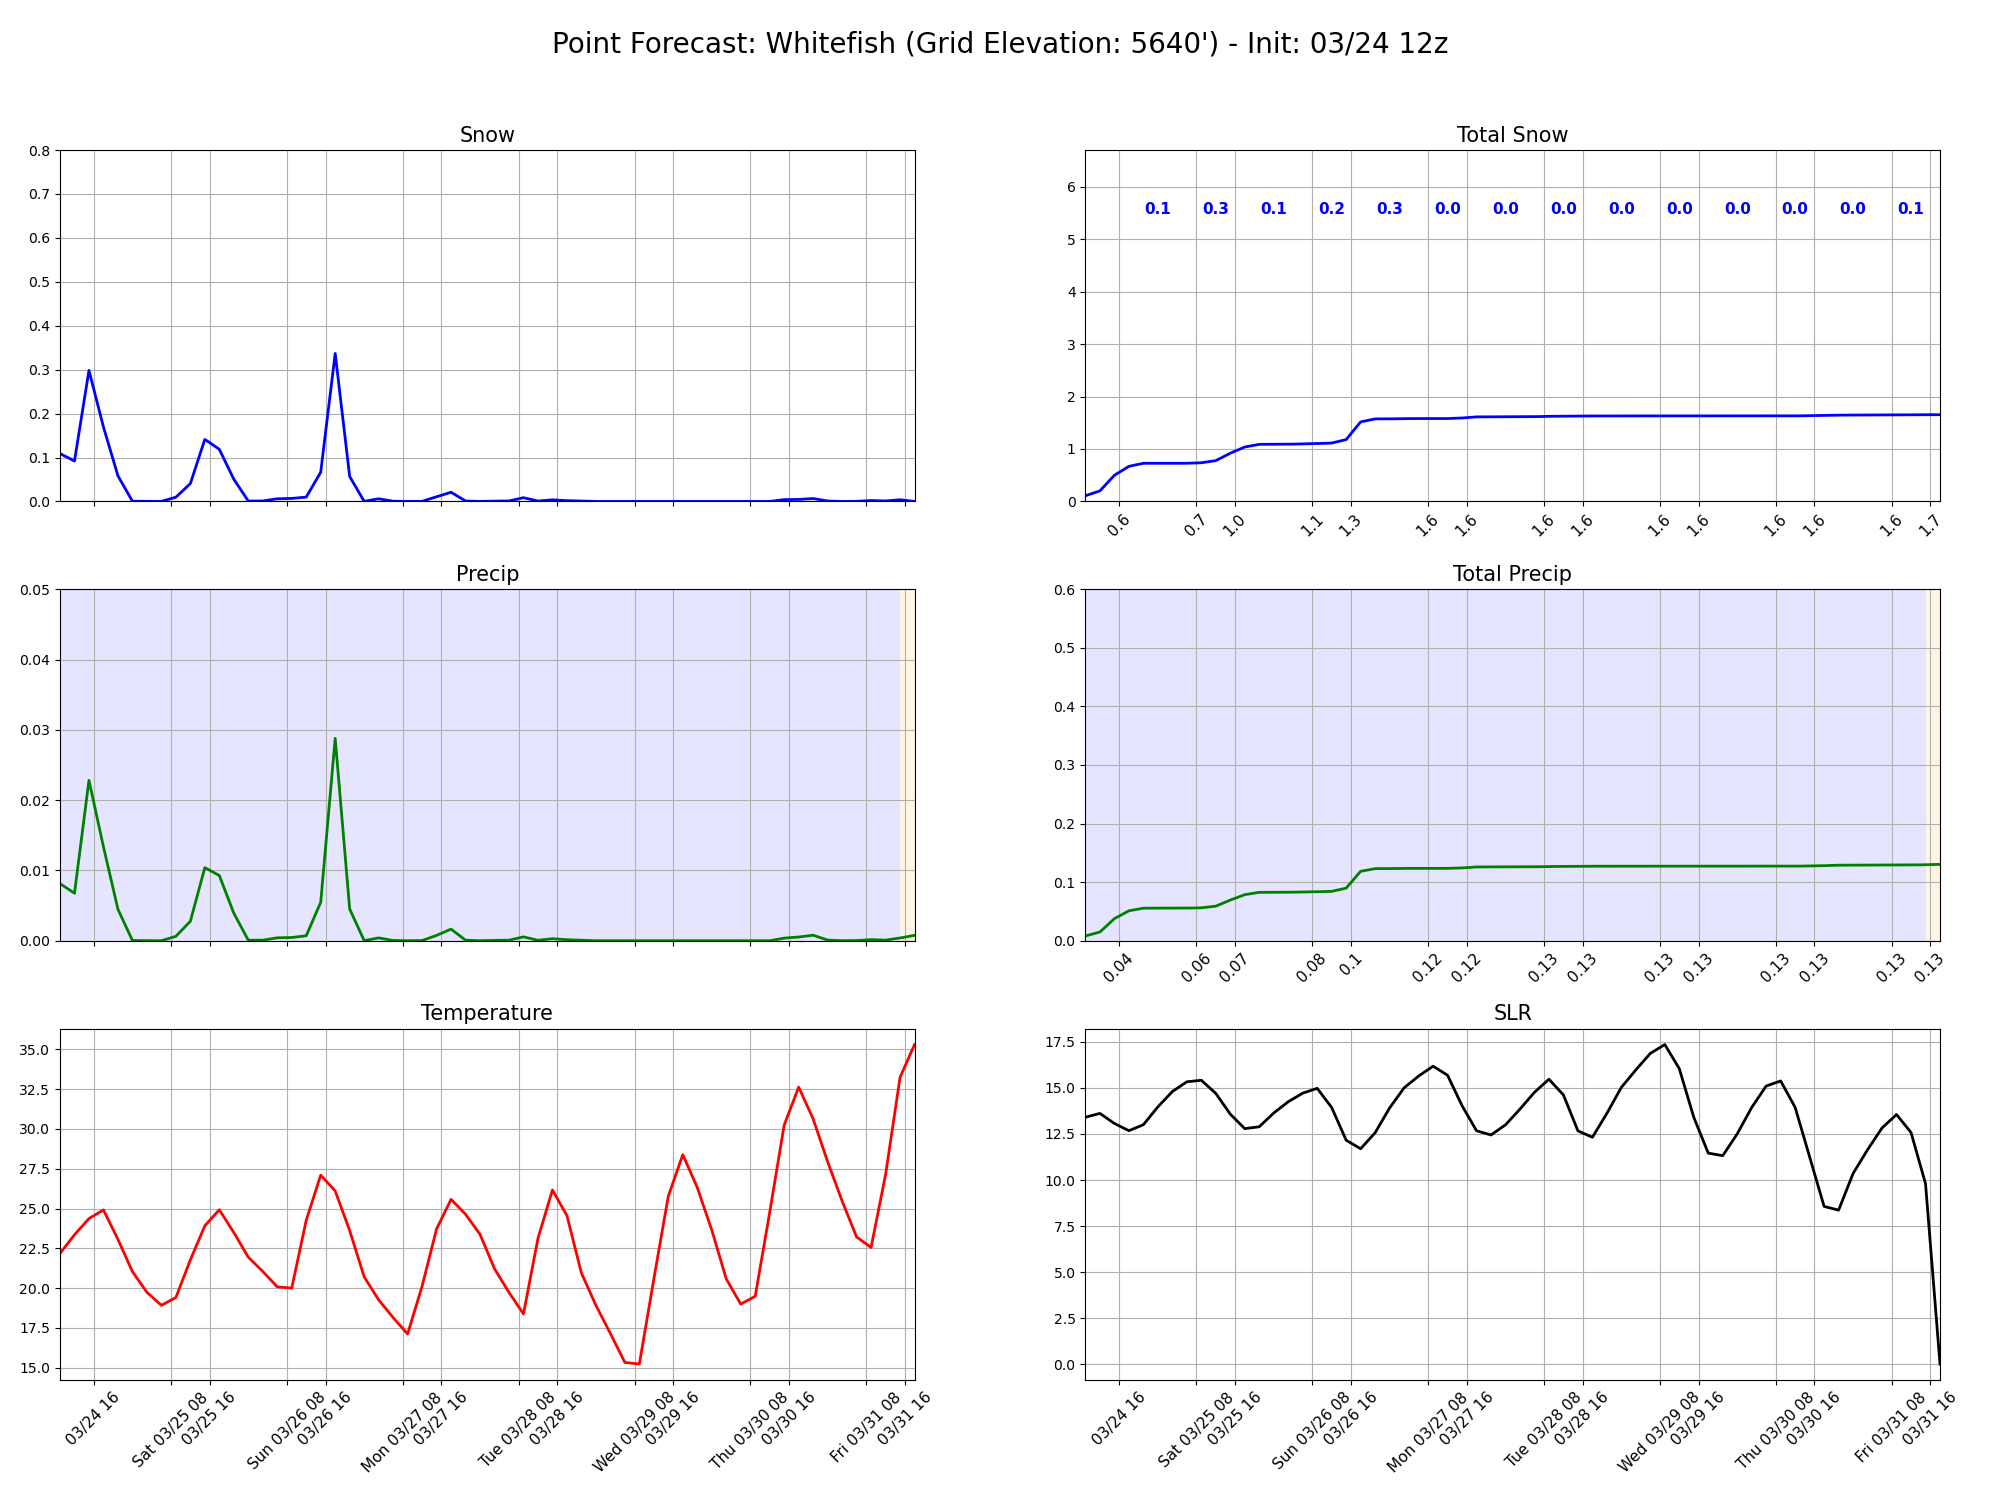 Point Forecast: Whitefish (Grid Elevation: 5640') - Init: 03/24 12z
Snow
0.8
0.7
0.6
0.5
0.4
0.3
0.2
0.1
0.0
Total Snow
6
5
4
3
2
1
0
0.1 0.3 0.1 0.2 0.3 0.0 0.0 0.0 0.0 0.0 0.0 0.0 0.0 0.1
0.6 0.7 1.0 1.1 1.3 1.6 1.6 1.6 1.6 1.6 1.6 1.6 1.6 1.6 1.7
Precip
0.05
0.04
0.03
0.02
0.01
0.00
Total Precip
0.6
0.5
0.4
0.3
0.2
0.1
0.0
0.04 0.06 0.07 0.08 0.1 0.12 0.12 0.13 0.13 0.13 0.13 0.13 0.13 0.13 0.13
Temperature
35.0
32.5
30.0
27.5
25.0
22.5
20.0
17.5
15.0
03/24 16
Sat 03/25 08
03/25 16
Sun 03/26 08
03/26 16
Mon 03/27 08
03/27 16
Tue 03/28 08
03/28 16
Wed 03/29 08
03/29 16
Thu 03/30 08
03/30 16
Fri 03/31 08
03/31 16
SLR
17.5
15.0
12.5
10.0
7.5
5.0
2.5
0.0
03/24 16
Sat 03/25 08
03/25 16
Sun 03/26 08
03/26 16
Mon 03/27 08
03/27 16
Tue 03/28 08
03/28 16
Wed 03/29 08
03/29 16
Thu 03/30 08
03/30 16
Fri 03/31 08
03/31 16